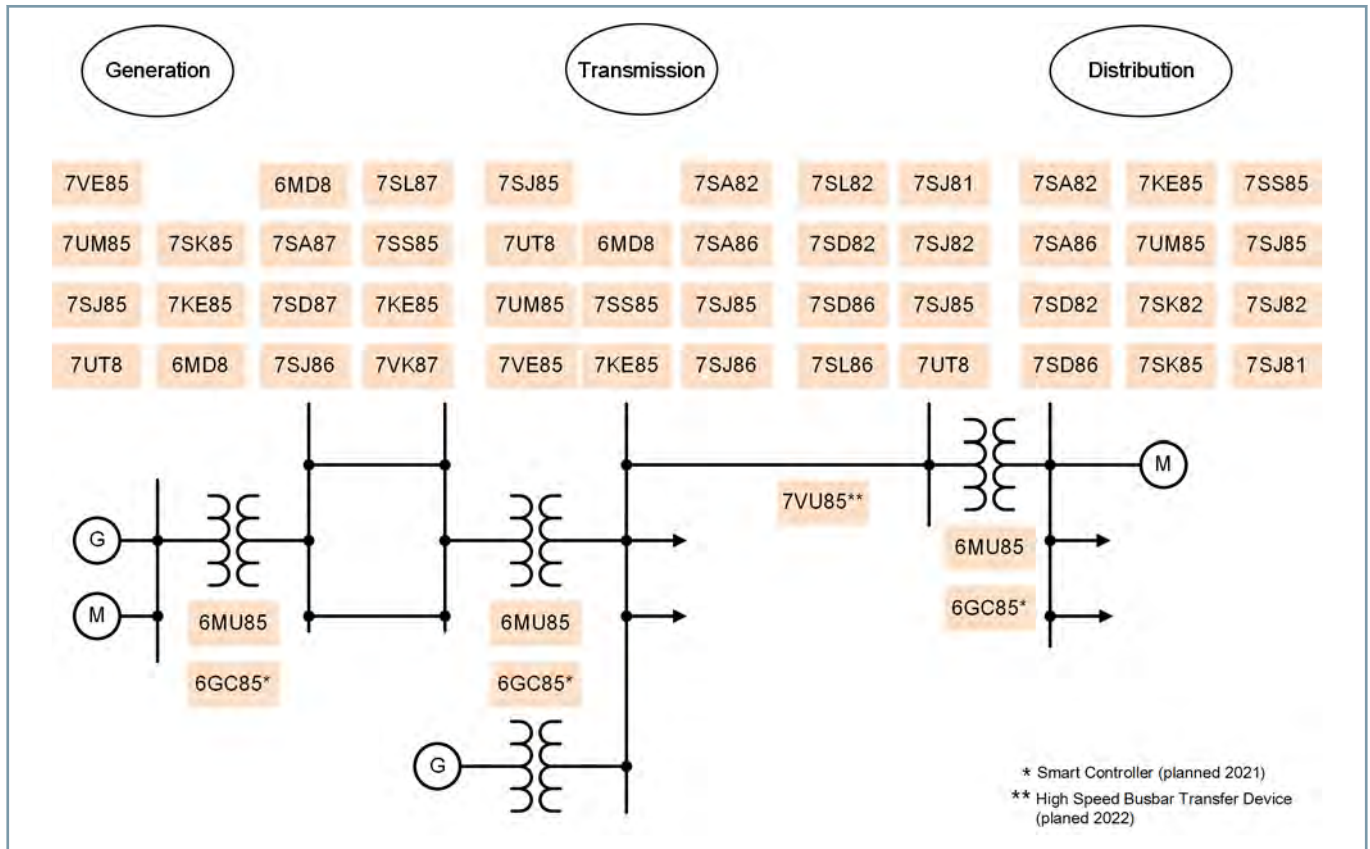 Generation Transmission Distribution
7VE85 6MD8 7SL87 7SJ85 7SA82 7SL82 7SJ81 7SA82 7KE85 7SS85
7UM85 7SK85 7SA87 7SS85 7UT8 6MD8 7SA86 7SD82 7SJ82 7SA86 7UM85 7SJ85
7SJ85 7KE85 7SD87 7KE85 7UM85 7SS85 7SJ85 7SD86 7SJ85 7SD82 7SK82 7SJ82
7UT8 6MD8 7SJ86 7VK87 7VE85 7KE85 7SJ86 7SL86 7UT8 7SD86 7SK85 7SJ81
M
7VU85**
G
6MU85
6GC85*
M
6MU85
6MU85
6GC85*
6GC85*
G
* Smart Controller (planned 2021)
** High Speed Busbar Transfer Device
(planed 2022)